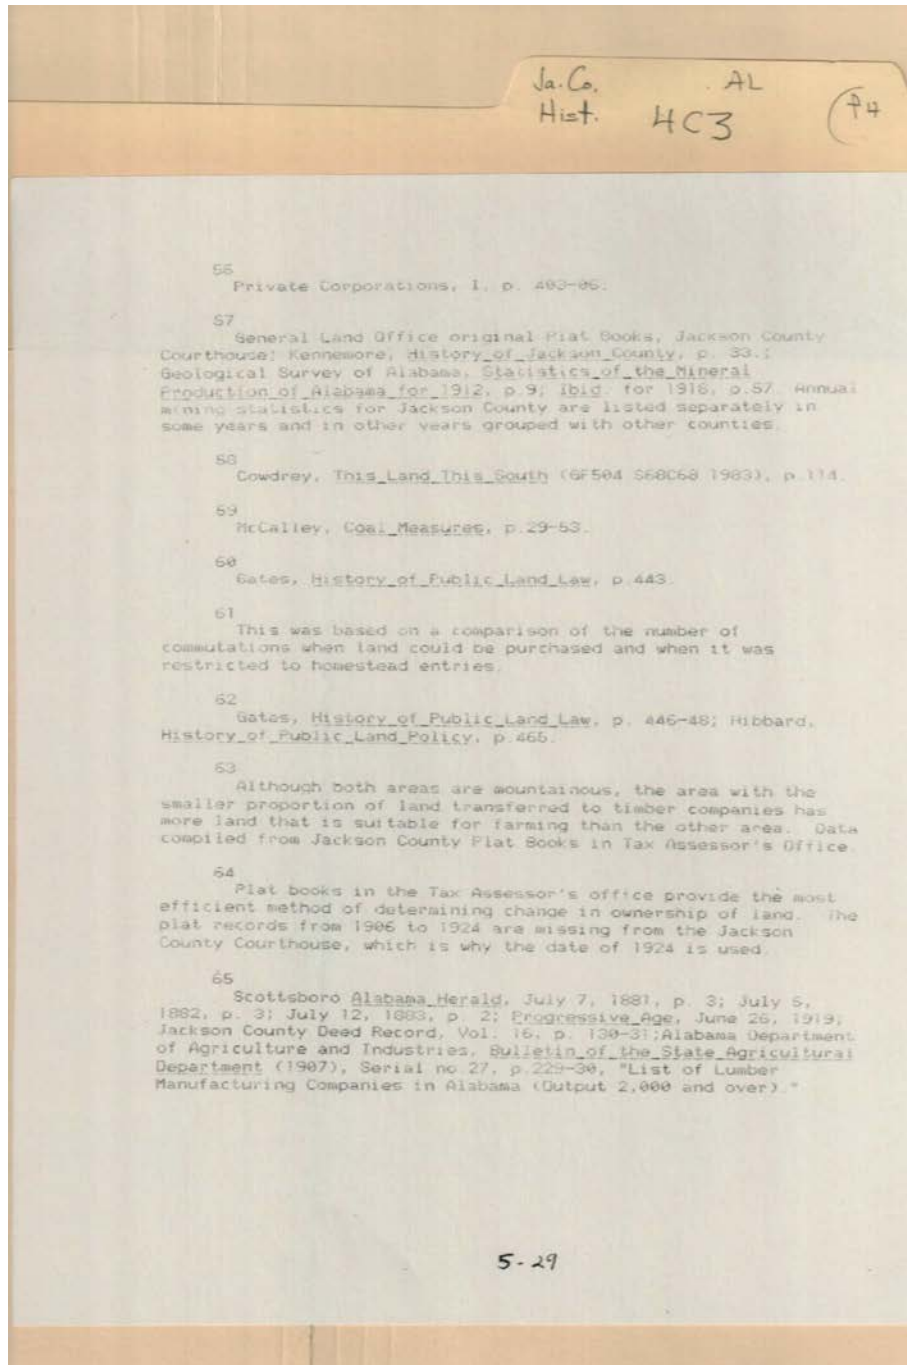 Ja. Co. AL
Hist. 4C3 P4
56
Private Corporations, I, p. 403-06.
57
General Land Office original Plat Books, Jackson County
Courthouse; Kennemore, History of Jackson County, p. 33.;
Geological Survey of Alabama, Statistics of the Mineral
Production of Alabama for 1912, p.9; Ibid. for 1916, p.57. Annual
mining statistics for Jackson County are listed separately in
some years and in other years grouped with other counties.
58
Cowdrey, This Land This South (GF504 S68C68 1983), p.114.
59
McCalley, Coal Measures, p.29-53.
60
Gates, History of Public Land Law, p.443.
61
This was based on a comparison of the number of
commutations when land could be purchased and when it was
restricted to homestead entries.
62
Gates, History of Public Land Law, p. 446-48; Hibbard,
History of Public Land Policy, p.465.
63
Although both areas are mountainous, the area with the
smaller proportion of land transferred to timber companies has
more land that is suitable for farming than the other area. Data
compiled from Jackson County Plat Books in Tax Assessor's Office.
64
Plat books in the Tax Assessor's office provide the most
efficient method of determining change in ownership of land. The
plat records from 1906 to 1924 are missing from the Jackson
County Courthouse, which is why the date of 1924 is used.
65
Scottsboro Alabama Herald, July 7, 1881, p. 3; July 6,
1882, p. 3; July 12, 1883, p. 2; Progressive Age, June 26, 1919;
Jackson County Deed Record, Vol. 16, p. 130-31;Alabama Department
of Agriculture and Industries, Bulletin of the State Agricultural
Department (1907), Serial no.27, p.229-30, "List of Lumber
Manufacturing Companies in Alabama (Output 2,000 and over)."
5-29